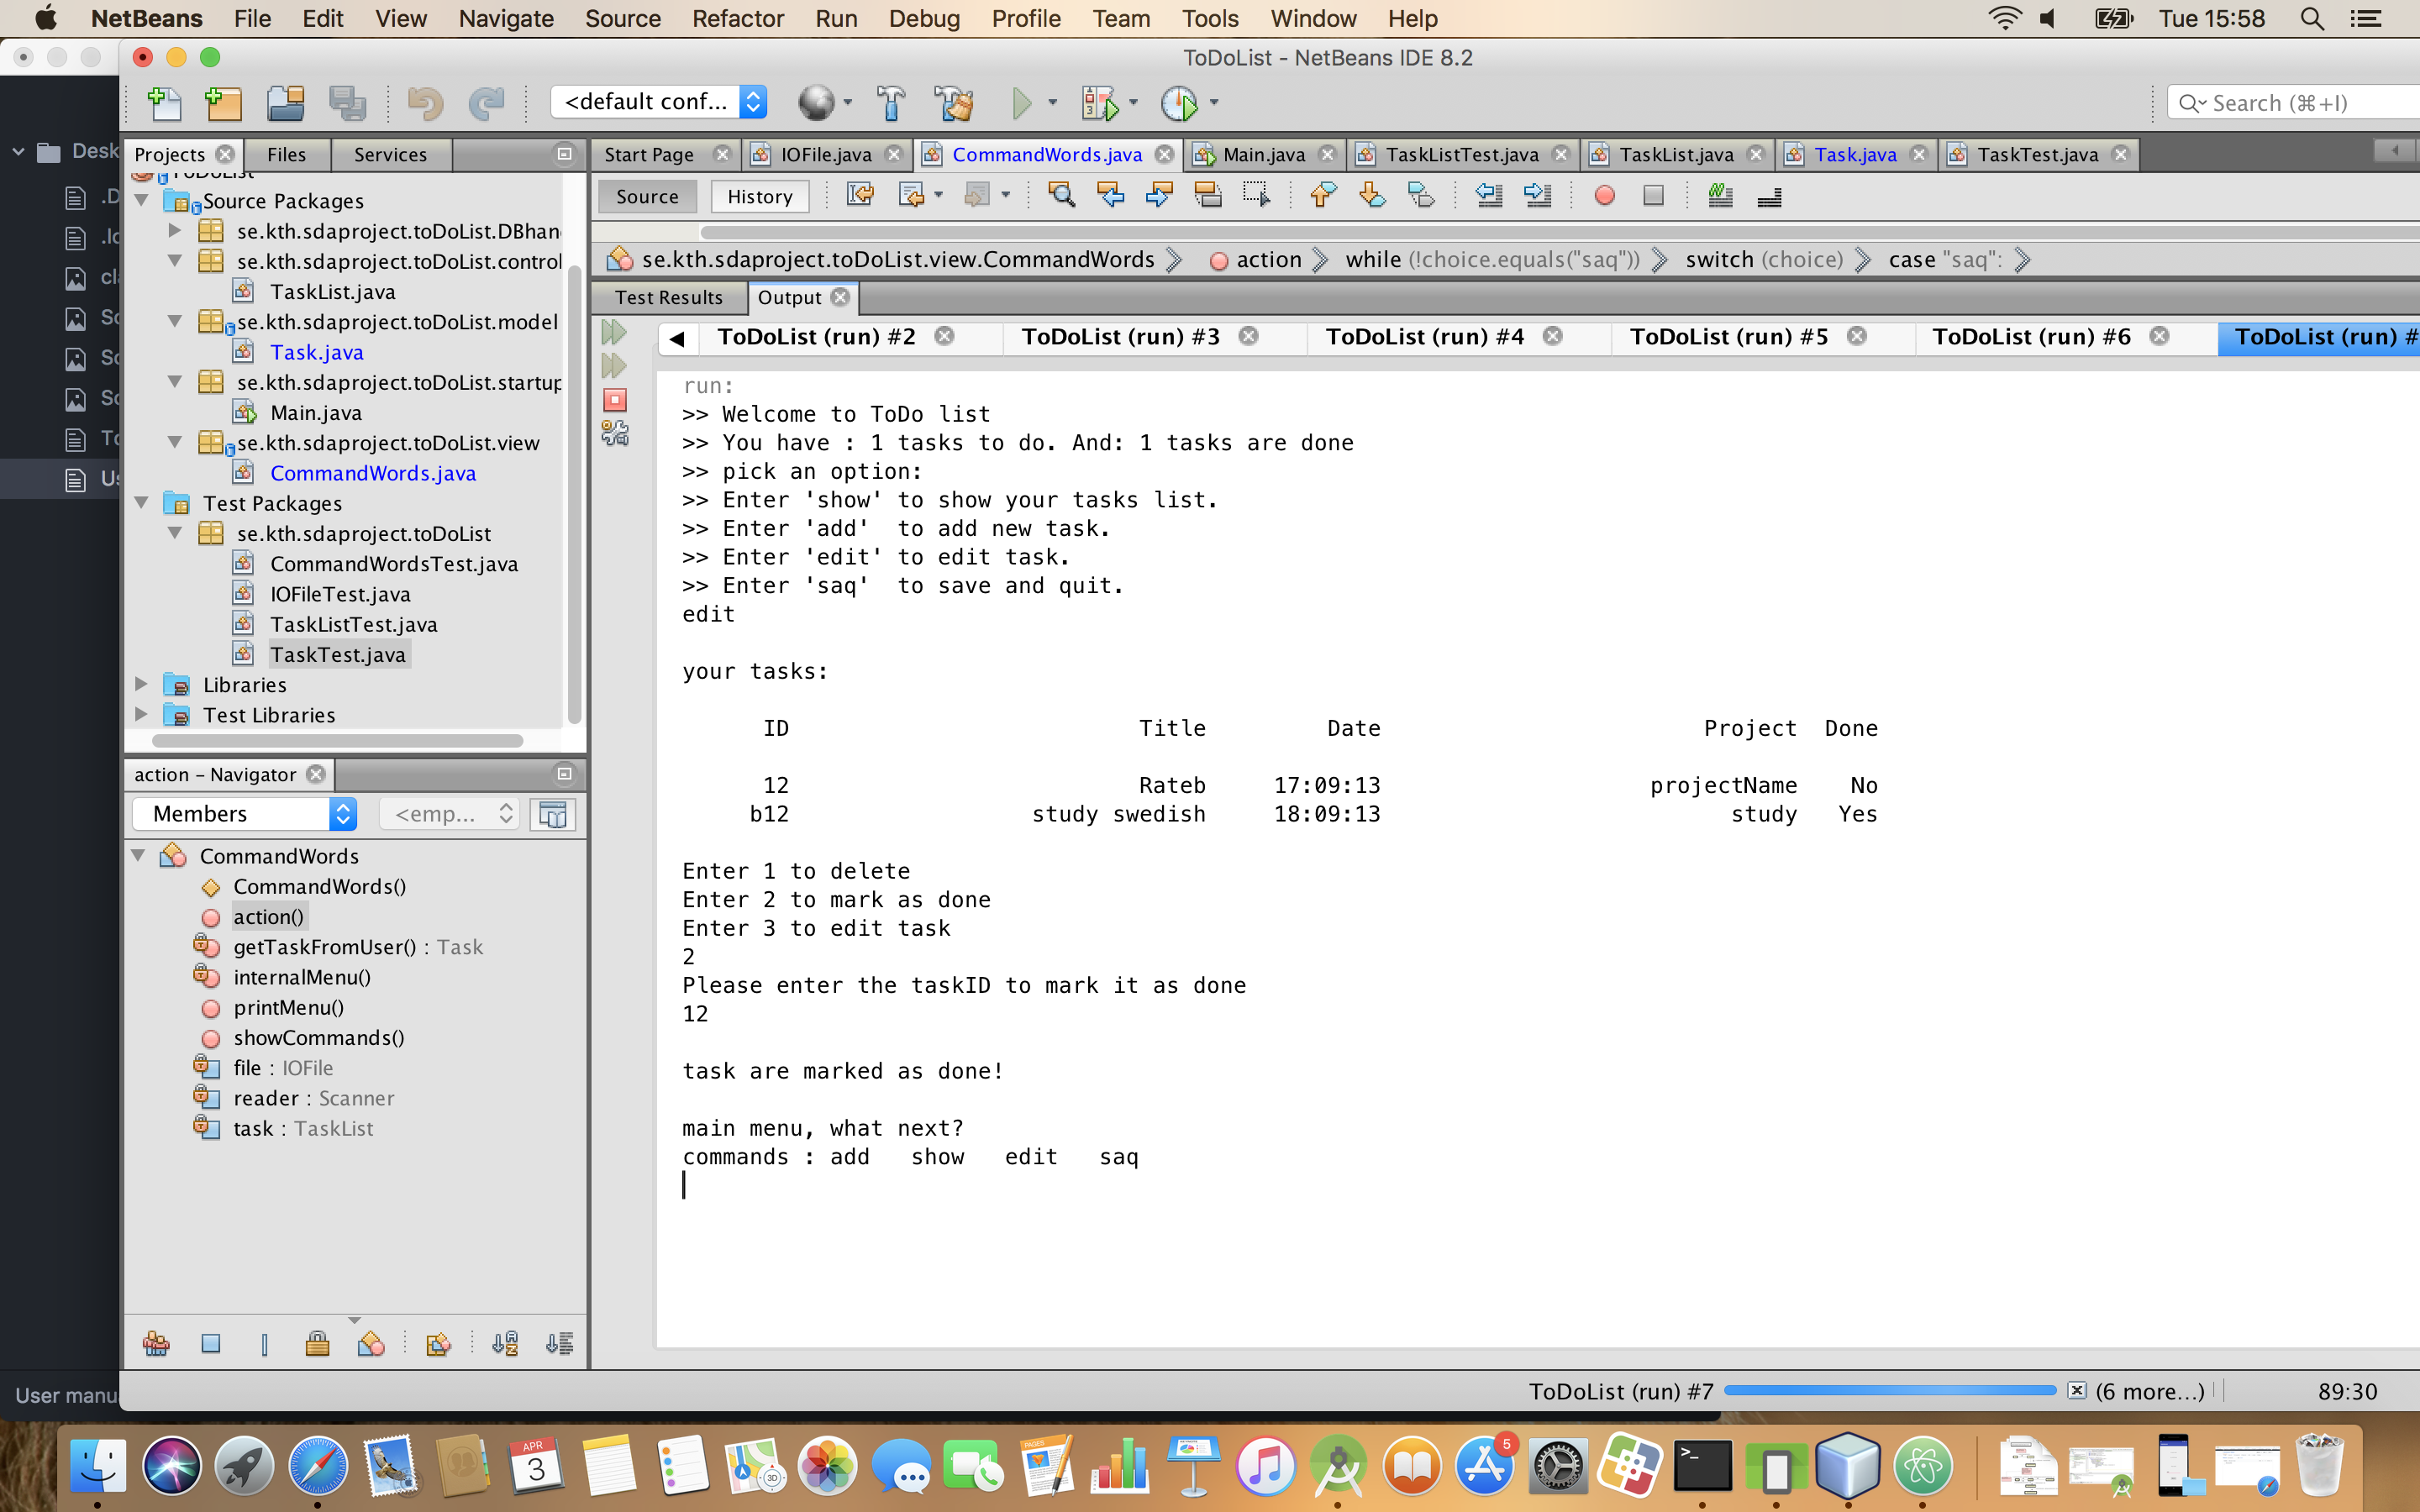 NetBeans File Edit View Navigate Source Refactor Run Debug Profile Team Tools Window Help Tue 15:58
ToDoList - NetBeans IDE 8.2
<default conf... Search (⌘+I)
Projects Files Services
Start Page IOFile.java CommandWords.java Main.java TaskListTest.java TaskList.java Task.java TaskTest.java
Source History
se.kth.sdaproject.toDoList.view.CommandWords action while (!choice.equals("saq")) switch (choice) case "saq":
Test Results Output
ToDoList (run) #2 ToDoList (run) #3 ToDoList (run) #4 ToDoList (run) #5 ToDoList (run) #6 ToDoList (run) #
Desk
ToDoList
Source Packages
se.kth.sdaproject.toDoList.DBhan
se.kth.sdaproject.toDoList.control
TaskList.java
se.kth.sdaproject.toDoList.model
Task.java
se.kth.sdaproject.toDoList.startup
Main.java
se.kth.sdaproject.toDoList.view
CommandWords.java
Test Packages
se.kth.sdaproject.toDoList
CommandWordsTest.java
IOFileTest.java
TaskListTest.java
TaskTest.java
Libraries
Test Libraries
action - Navigator
Members <emp...
CommandWords
CommandWords()
action()
getTaskFromUser() : Task
internalMenu()
printMenu()
showCommands()
file : IOFile
reader : Scanner
task : TaskList
run:
>> Welcome to ToDo list
>> You have : 1 tasks to do. And: 1 tasks are done
>> pick an option:
>> Enter 'show' to show your tasks list.
>> Enter 'add'  to add new task.
>> Enter 'edit' to edit task.
>> Enter 'saq'  to save and quit.
edit
your tasks:
ID Title Date Project Done
12 Rateb 17:09:13 projectName No
b12 study swedish 18:09:13 study Yes
Enter 1 to delete
Enter 2 to mark as done
Enter 3 to edit task
2
Please enter the taskID to mark it as done
12
task are marked as done!
main menu, what next?
commands : add   show   edit   saq
User manu
ToDoList (run) #7 (6 more...) 89:30
APR
3
PAGES
3D
5